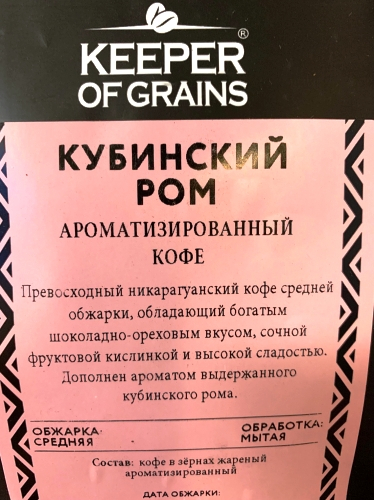 KEEPER®
OF GRAINS
КУБИНСКИЙ
РОМ
АРОМАТИЗИРОВАННЫЙ
КОФЕ
Превосходный никарагуанский кофе средней
обжарки, обладающий богатым
шоколадно-ореховым вкусом, сочной
фруктовой кислинкой и высокой сладостью.
Дополнен ароматом выдержанного
кубинского рома.
ОБЖАРКА: ОБРАБОТКА:
СРЕДНЯЯ МЫТАЯ
Состав: кофе в зёрнах жареный
ароматизированный
ДАТА ОБЖАРКИ: